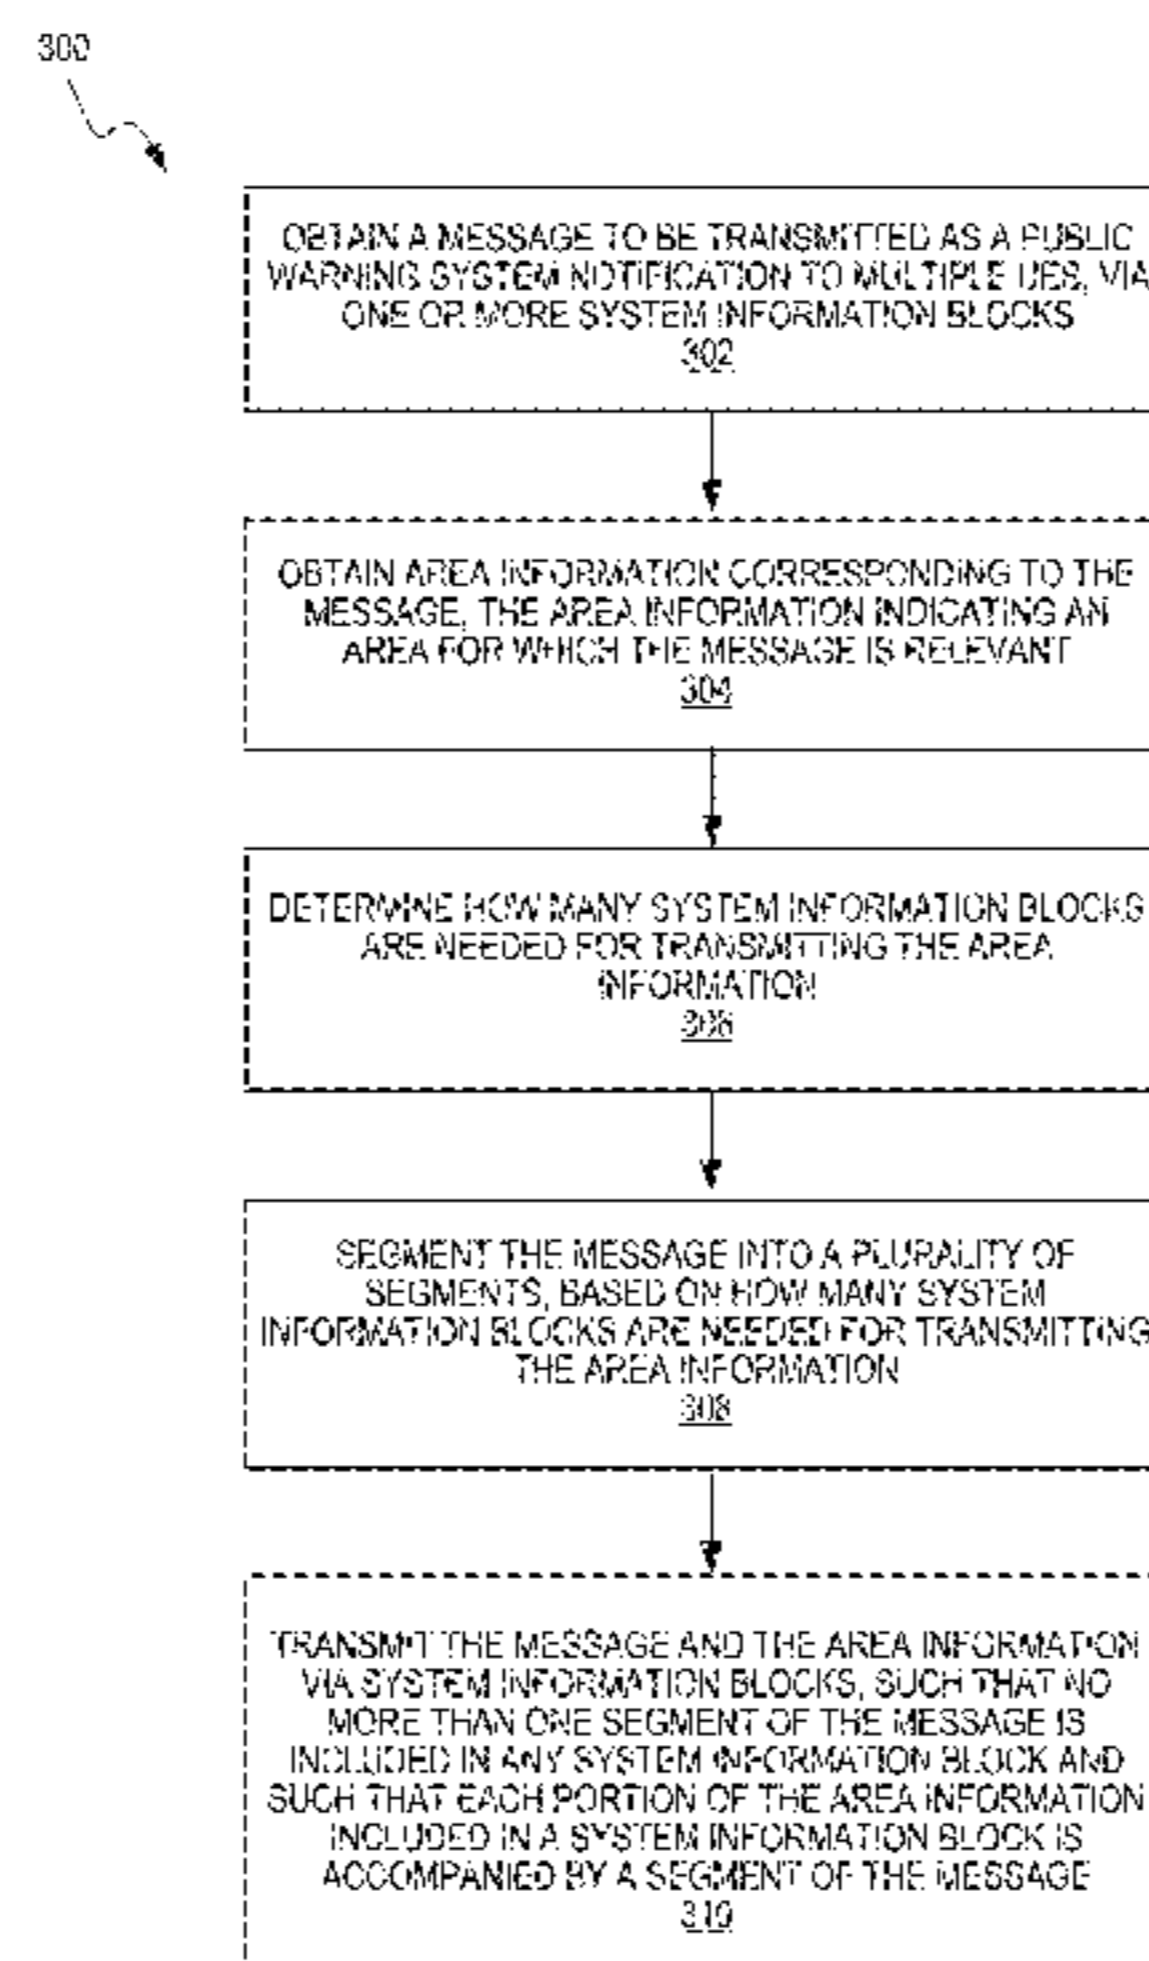 300
OBTAIN A MESSAGE TO BE TRANSMITTED AS A PUBLIC
WARNING SYSTEM NOTIFICATION TO MULTIPLE UES, VIA
ONE OR MORE SYSTEM INFORMATION BLOCKS
302
OBTAIN AREA INFORMATION CORRESPONDING TO THE
MESSAGE, THE AREA INFORMATION INDICATING AN
AREA FOR WHICH THE MESSAGE IS RELEVANT
304
DETERMINE HOW MANY SYSTEM INFORMATION BLOCKS
ARE NEEDED FOR TRANSMITTING THE AREA
INFORMATION
306
SEGMENT THE MESSAGE INTO A PLURALITY OF
SEGMENTS, BASED ON HOW MANY SYSTEM
INFORMATION BLOCKS ARE NEEDED FOR TRANSMITTING
THE AREA INFORMATION
308
TRANSMIT THE MESSAGE AND THE AREA INFORMATION
VIA SYSTEM INFORMATION BLOCKS, SUCH THAT NO
MORE THAN ONE SEGMENT OF THE MESSAGE IS
INCLUDED IN ANY SYSTEM INFORMATION BLOCK AND
SUCH THAT EACH PORTION OF THE AREA INFORMATION
INCLUDED IN A SYSTEM INFORMATION BLOCK IS
ACCOMPANIED BY A SEGMENT OF THE MESSAGE
310